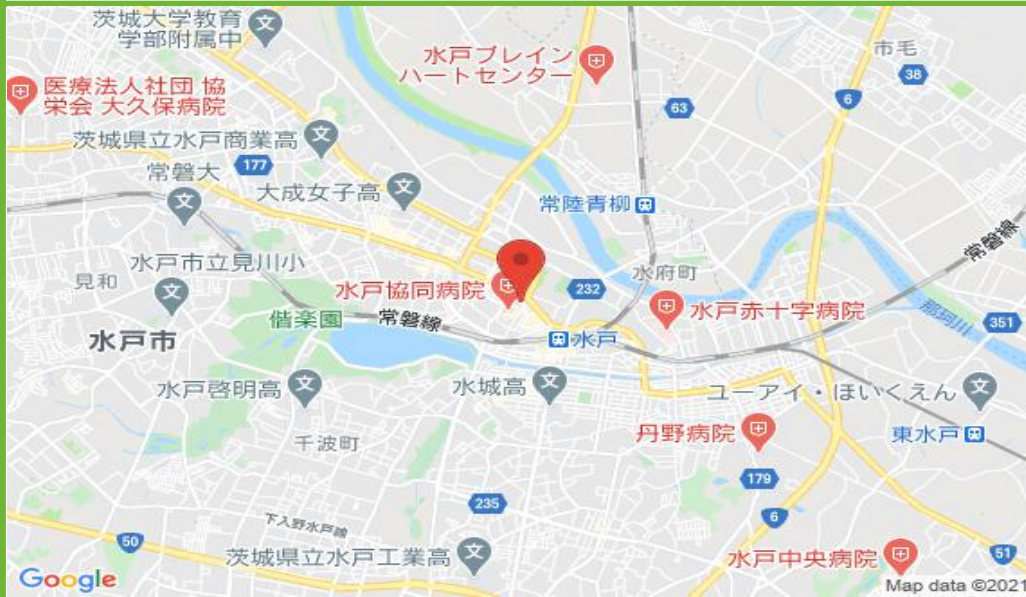 茨城大学教育
学部附属中
水戸ブレイン
ハートセンター
市毛
38
6
医療法人社団 協
栄会 大久保病院
63
茨城県立水戸商業高
177
常磐大
大成女子高
常陸青柳
常磐線
水戸市立見川小
見和
水府町
水戸協同病院
232
水戸赤十字病院
那珂川
351
偕楽園
常磐線
水戸
水戸市
水戸啓明高
水城高
ユーアイ・ほいくえん
千波町
丹野病院
東水戸
179
235
6
下入野水戸線
50
茨城県立水戸工業高
水戸中央病院
51
Google
Map data ©2021